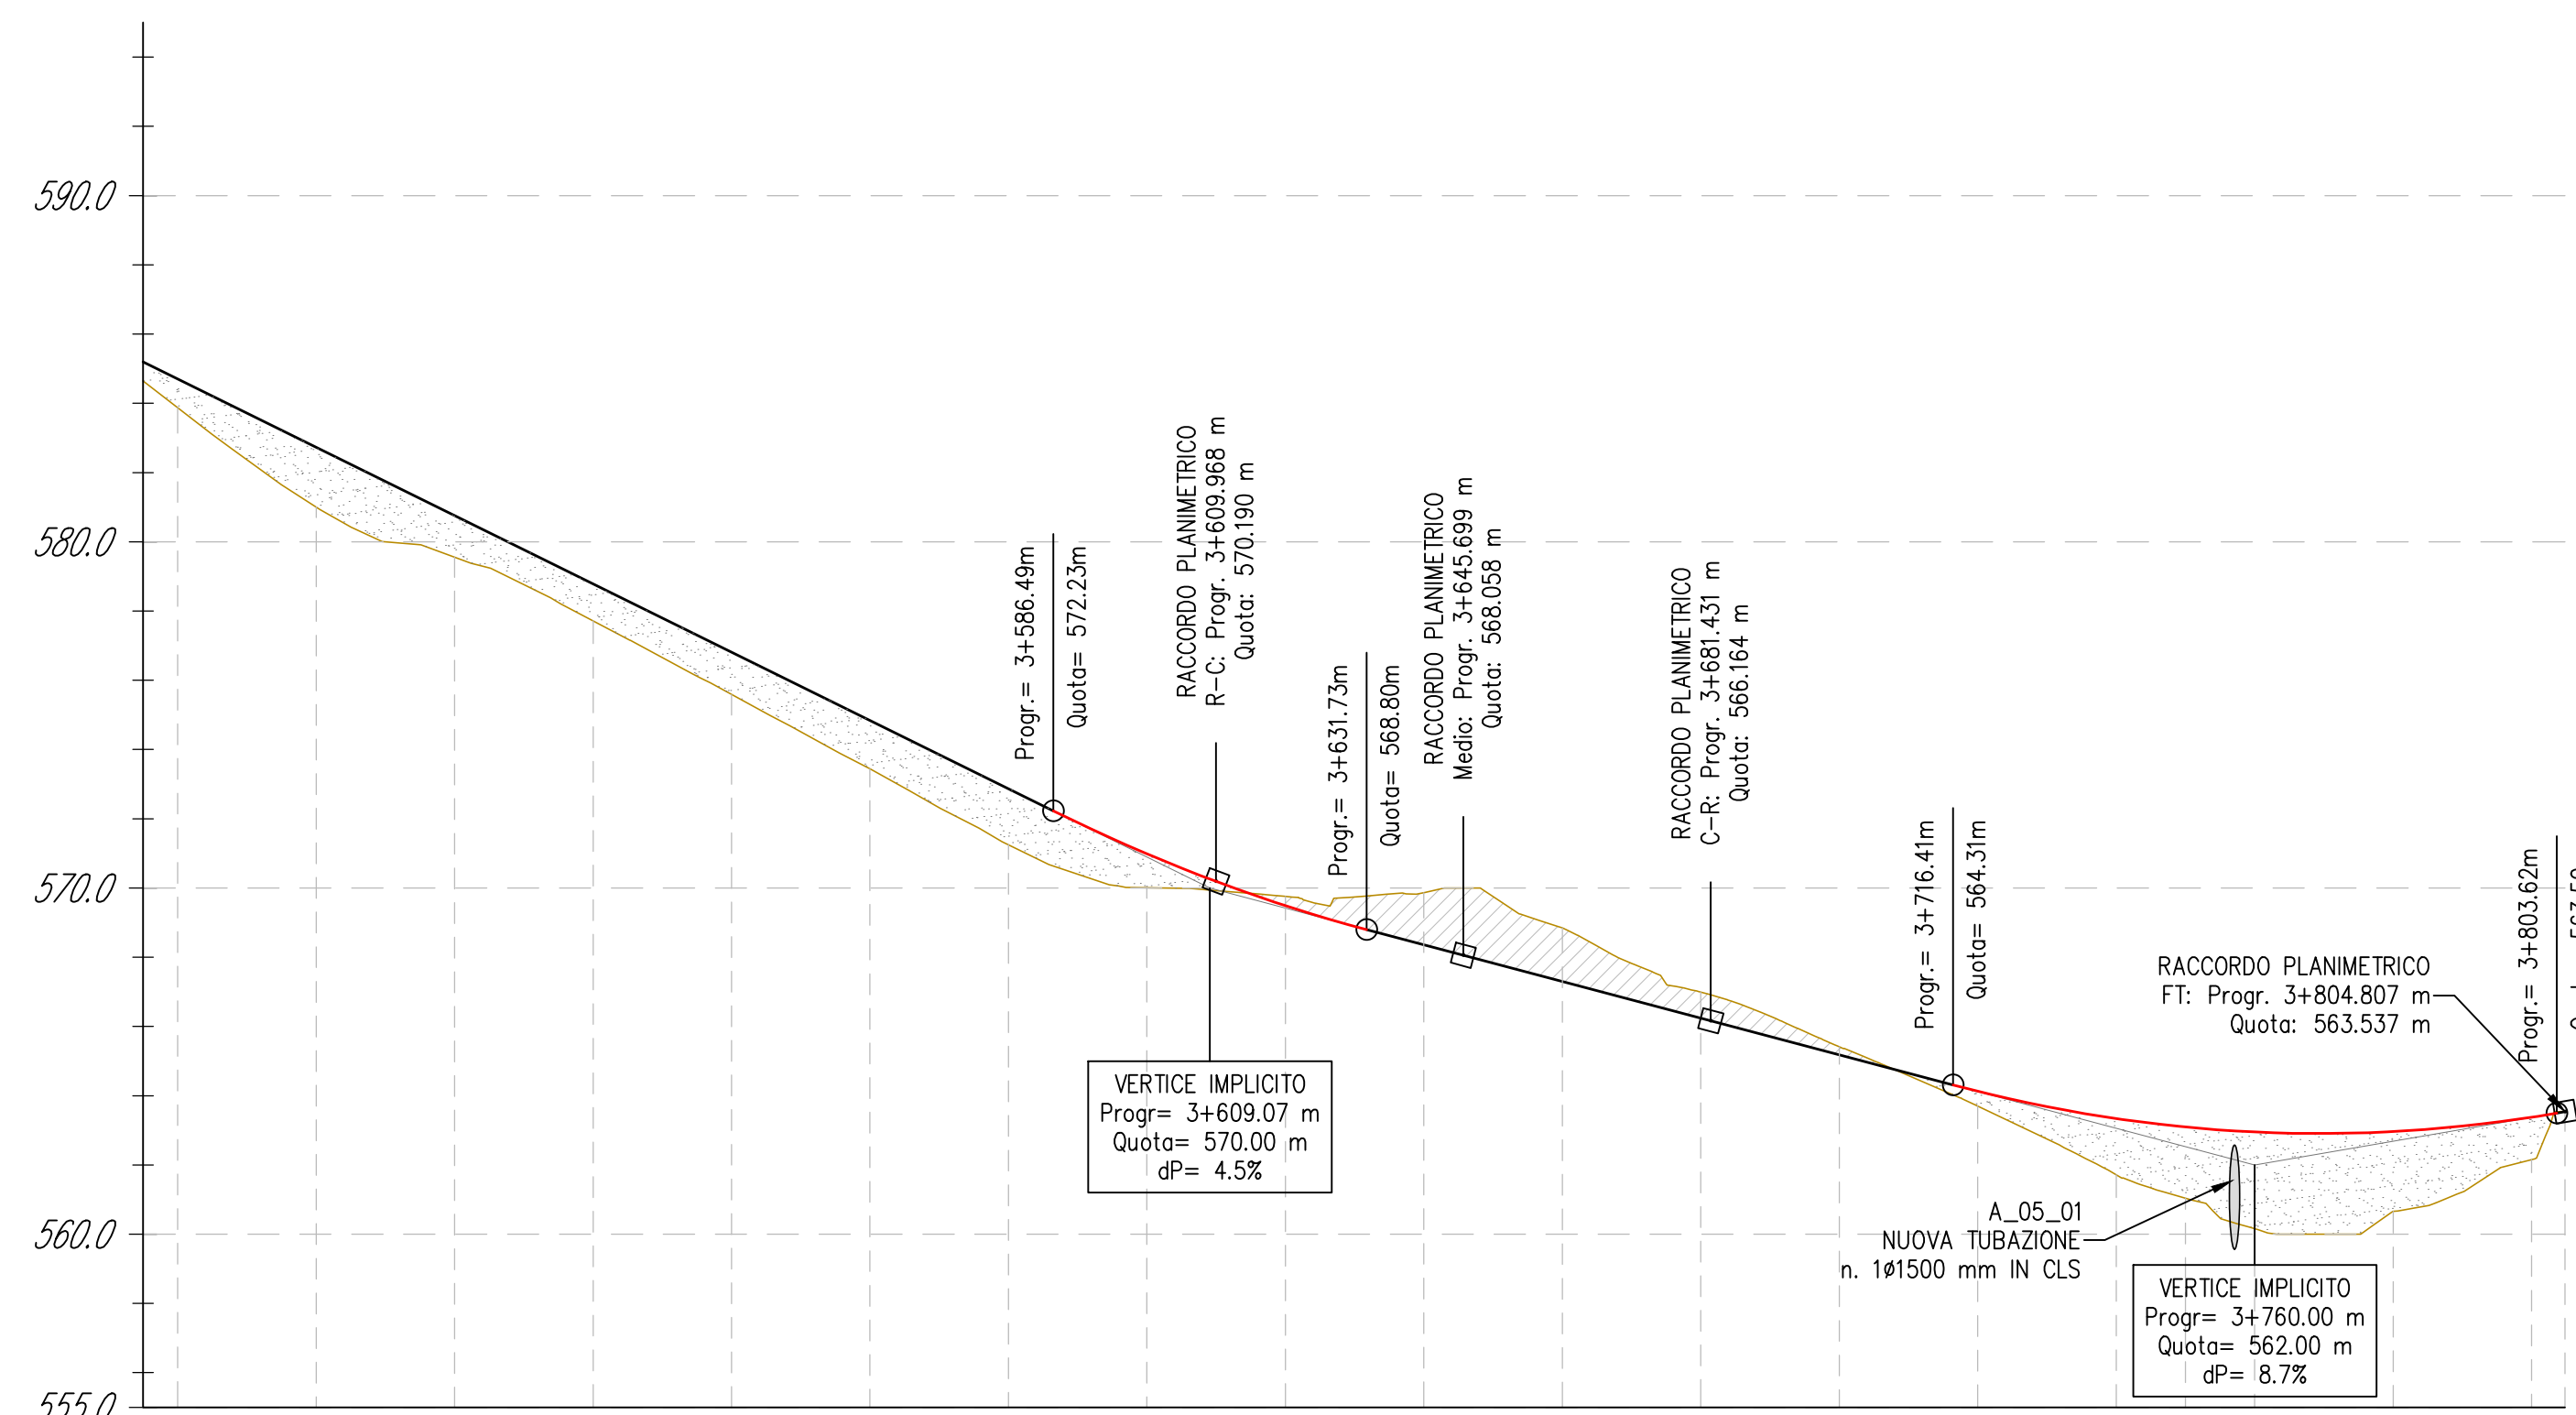 590.0
580.0
570.0
560.0
555.0
Progr.= 3+586.49m
Quota= 572.23m
RACCORDO PLANIMETRICO
R-C: Progr. 3+609.968 m
Quota: 570.190 m
Progr.= 3+631.73m
Quota= 568.80m
RACCORDO PLANIMETRICO
Medio: Progr. 3+645.699 m
Quota: 568.058 m
RACCORDO PLANIMETRICO
C-R: Progr. 3+681.431 m
Quota: 566.164 m
Progr.= 3+716.41m
Quota= 564.31m
RACCORDO PLANIMETRICO
FT: Progr. 3+804.807 m
Quota: 563.537 m
Progr.= 3+803.62m
VERTICE IMPLICITO
Progr= 3+609.07 m
Quota= 570.00 m
dP= 4.5%
A_05_01
NUOVA TUBAZIONE
n. 1ø1500 mm IN CLS
VERTICE IMPLICITO
Progr= 3+760.00 m
Quota= 562.00 m
dP= 8.7%